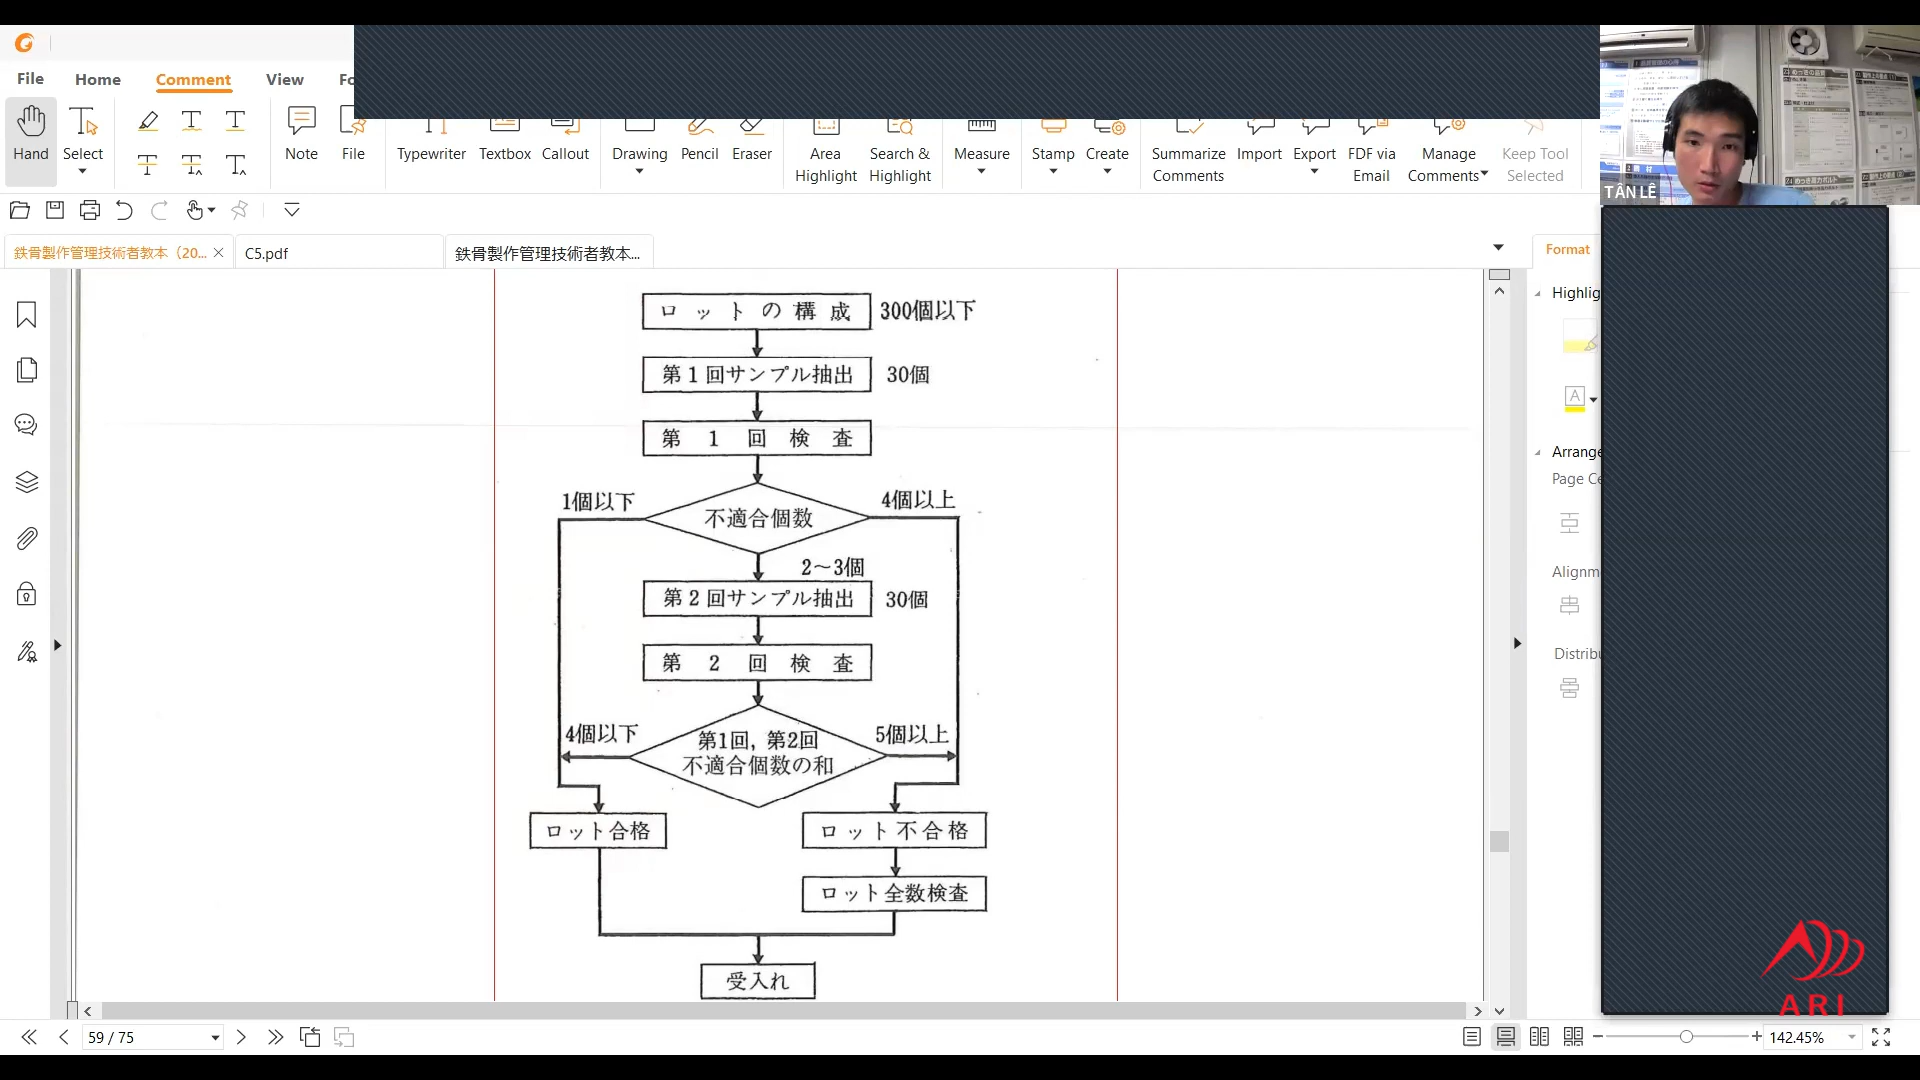 File Home Comment View Fo
Hand
Select
Note
File
Typewriter
Textbox
Callout
Drawing
Pencil
Eraser
Area Highlight
Search & Highlight
Measure
Stamp
Create
Summarize Comments
Import
Export
FDF via Email
Manage Comments
Keep Tool Selected
TÂN LÊ
鉄骨製作管理技術者教本（20...
C5.pdf
鉄骨製作管理技術者教本...
Format
Highlig
Arrange
Page Ce
Alignm
Distribu
ロットの構成 300個以下
第1回サンプル抽出 30個
第1回検査
1個以下 不適合個数 4個以上
2～3個
第2回サンプル抽出 30個
第2回検査
4個以下 第1回, 第2回 5個以上
不適合個数の和
ロット合格 ロット不合格
ロット全数検査
受入れ
ARI
59 / 75
142.45%